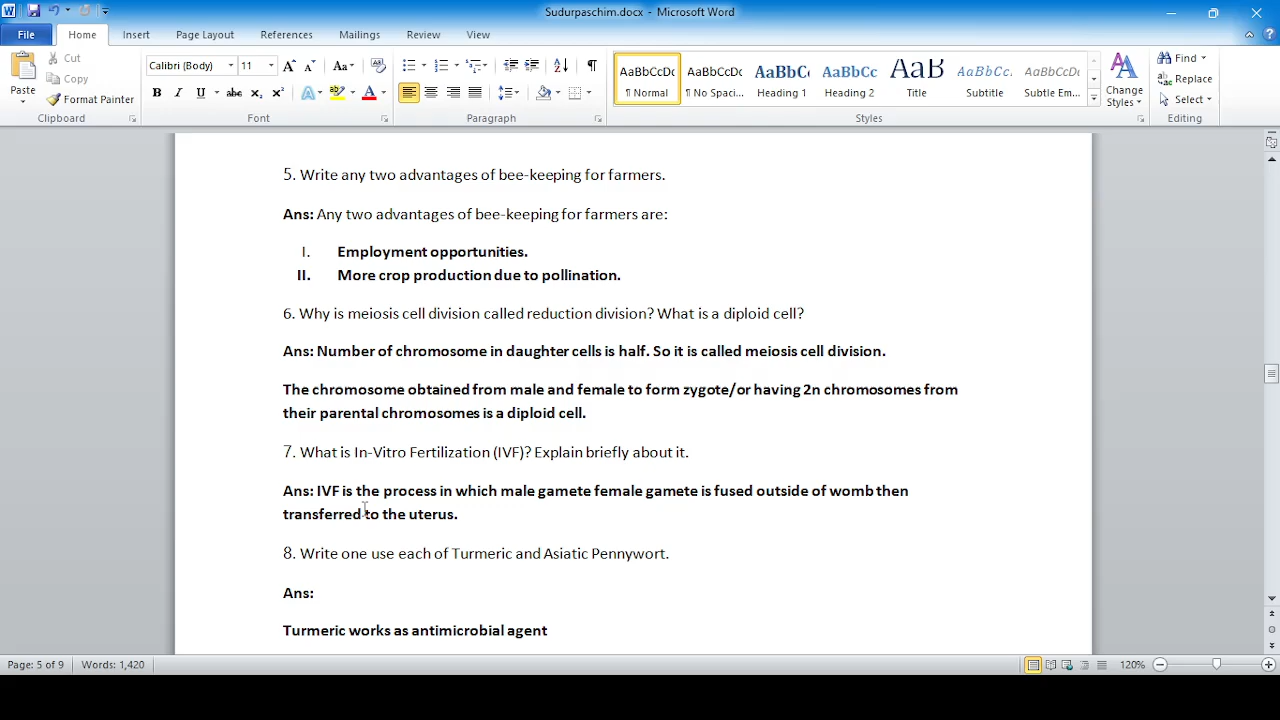 Sudurpaschim.docx - Microsoft Word
File Home Insert Page Layout References Mailings Review View
Paste
Cut
Copy
Format Painter
Clipboard
Calibri (Body) 11
Font
Paragraph
AaBbCcDc AaBbCcDc AaBbC AaBbCc AaB AaBbCc. AaBbCcDc
¶ Normal ¶ No Spaci... Heading 1 Heading 2 Title Subtitle Subtle Em...
Styles
Change Styles
Find
Replace
Select
Editing
5. Write any two advantages of bee-keeping for farmers.
Ans: Any two advantages of bee-keeping for farmers are:
I. Employment opportunities.
II. More crop production due to pollination.
6. Why is meiosis cell division called reduction division? What is a diploid cell?
Ans: Number of chromosome in daughter cells is half. So it is called meiosis cell division.
The chromosome obtained from male and female to form zygote/or having 2n chromosomes from
their parental chromosomes is a diploid cell.
7. What is In-Vitro Fertilization (IVF)? Explain briefly about it.
Ans: IVF is the process in which male gamete female gamete is fused outside of womb then
transferred to the uterus.
8. Write one use each of Turmeric and Asiatic Pennywort.
Ans:
Turmeric works as antimicrobial agent
Page: 5 of 9 Words: 1,420 120%